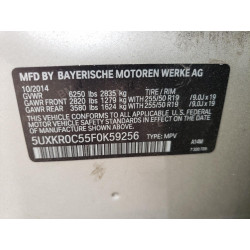 MFD. BY BAYERISCHE MOTOREN WERKE AG
10/2014 TIRE / RIM
GVWR 6250 lbs 2835 kg
GAWR FRONT 2820 lbs 1279 kg WITH 255/50 R19 / 9.0J x 19
GAWR REAR 3580 lbs 1624 kg WITH 255/50 R19 / 9.0J x 19
THIS VEHICLE CONFORMS TO ALL APPLICABLE
U.S. FEDERAL MOTOR VEHICLE SAFETY
STANDARDS IN EFFECT ON THE DATE OF
MANUFACTURE SHOWN ABOVE.
5UXKR0C55F0K59256 TYPE: MPV